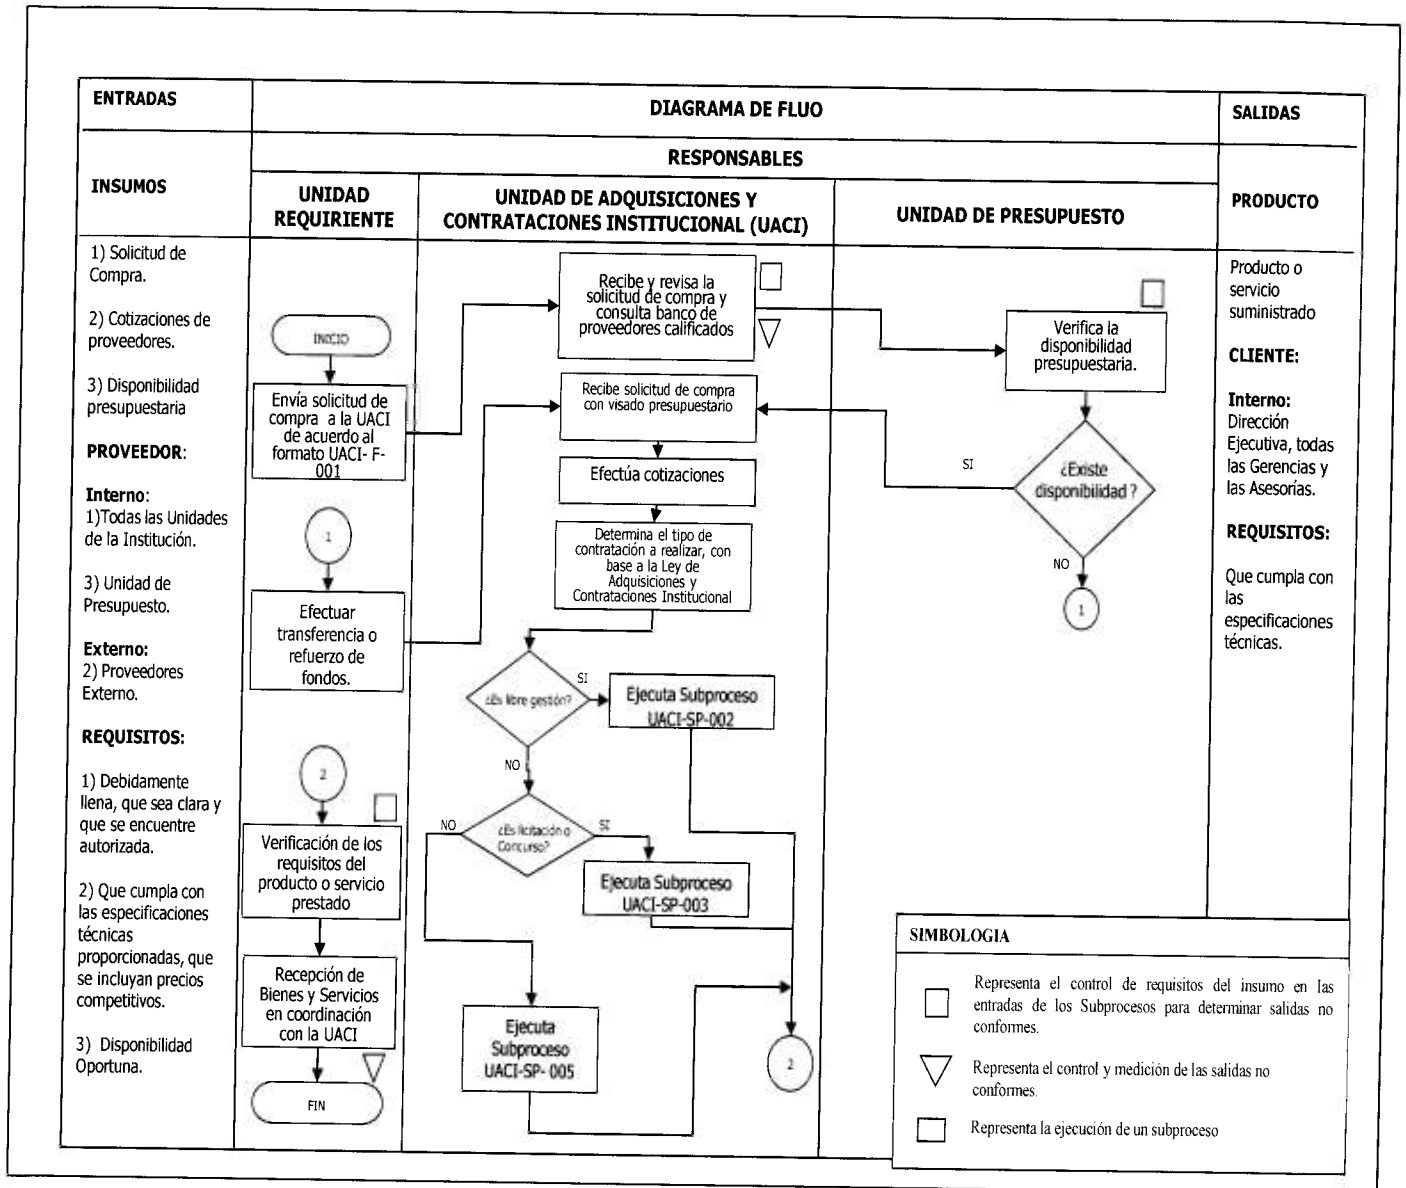 ENTRADAS
DIAGRAMA DE FLUO
SALIDAS
RESPONSABLES
INSUMOS
UNIDAD
REQUIRIENTE
UNIDAD DE ADQUISICIONES Y
CONTRATACIONES INSTITUCIONAL (UACI)
UNIDAD DE PRESUPUESTO
PRODUCTO
1) Solicitud de
Compra.
2) Cotizaciones de
proveedores.
3) Disponibilidad
presupuestaria
PROVEEDOR:
Interno:
1)Todas las Unidades
de la Institución.
3) Unidad de
Presupuesto.
Externo:
2) Proveedores
Externo.
REQUISITOS:
1) Debidamente
llena, que sea clara y
que se encuentre
autorizada.
2) Que cumpla con
las especificaciones
técnicas
proporcionadas, que
se incluyan precios
competitivos.
3) Disponibilidad
Oportuna.
INICIO
Envía solicitud de
compra a la UACI
de acuerdo al
formato UACI- F-
001
1
Efectuar
transferencia o
refuerzo de
fondos.
2
Verificación de los
requisitos del
producto o servicio
prestado
Recepción de
Bienes y Servicios
en coordinación
con la UACI
FIN
Recibe y revisa la
solicitud de compra y
consulta banco de
proveedores calificados
Recibe solicitud de compra
con visado presupuestario
Efectúa cotizaciones
Determina el tipo de
contratación a realizar, con
base a la Ley de
Adquisiciones y
Contrataciones Institucional
¿Es libre gestión?
SI
Ejecuta Subproceso
UACI-SP-002
NO
¿Es licitación o
Concurso?
NO
SI
Ejecuta Subproceso
UACI-SP-003
Ejecuta
Subproceso
UACI-SP- 005
2
Verifica la
disponibilidad
presupuestaria.
¿Existe
disponibilidad ?
SI
NO
1
Producto o
servicio
suministrado
CLIENTE:
Interno:
Dirección
Ejecutiva, todas
las Gerencias y
las Asesorías.
REQUISITOS:
Que cumpla con
las
especificaciones
técnicas.
SIMBOLOGIA
Representa el control de requisitos del insumo en las
entradas de los Subprocesos para determinar salidas no
conformes.
Representa el control y medición de las salidas no
conformes.
Representa la ejecución de un subproceso